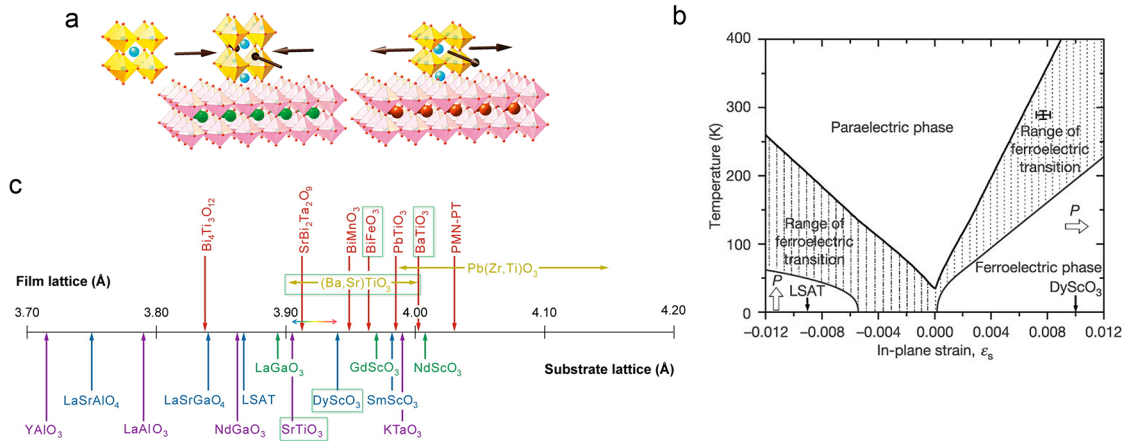 a
b
400
300
200
100
0
Temperature (K)
Paraelectric phase
Range of
ferroelectric
transition
Range of
ferroelectric
transition
P
P
LSAT
Ferroelectric phase
DyScO₃
−0.012
−0.008
−0.004
0.000
0.004
0.008
0.012
In-plane strain, εₛ
c
Bi₄Ti₃O₁₂
SrBi₂Ta₂O₉
BiMnO₃
BiFeO₃
PbTiO₃
BaTiO₃
PMN-PT
Pb(Zr,Ti)O₃
(Ba,Sr)TiO₃
Film lattice (Å)
3.70
3.80
3.90
4.00
4.10
4.20
Substrate lattice (Å)
LaGaO₃
GdScO₃
NdScO₃
LaSrAlO₄
LaSrGaO₄
LSAT
DyScO₃
SmScO₃
YAlO₃
LaAlO₃
NdGaO₃
SrTiO₃
KTaO₃